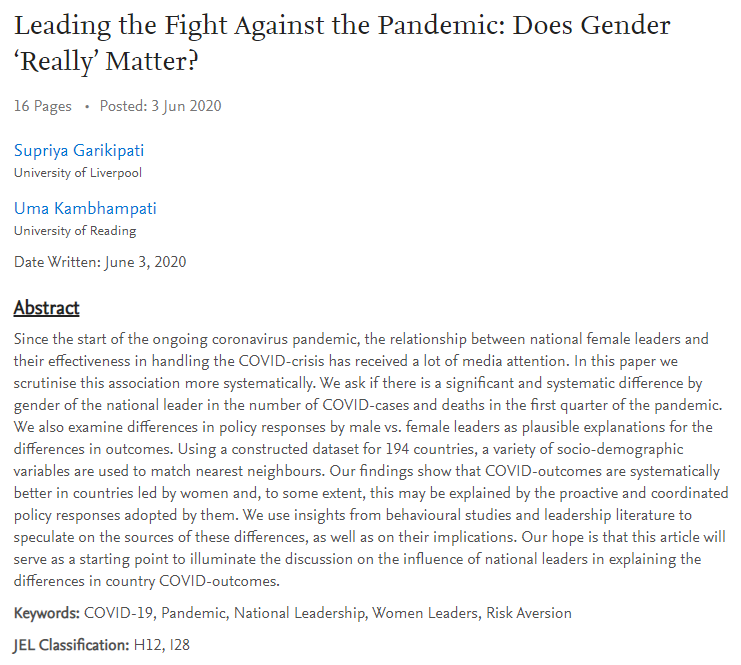 Leading the Fight Against the Pandemic: Does Gender
‘Really’ Matter?
16 Pages • Posted: 3 Jun 2020
Supriya Garikipati
University of Liverpool
Uma Kambhampati
University of Reading
Date Written: June 3, 2020
Abstract
Since the start of the ongoing coronavirus pandemic, the relationship between national female leaders and
their effectiveness in handling the COVID-crisis has received a lot of media attention. In this paper we
scrutinise this association more systematically. We ask if there is a significant and systematic difference by
gender of the national leader in the number of COVID-cases and deaths in the first quarter of the pandemic.
We also examine differences in policy responses by male vs. female leaders as plausible explanations for the
differences in outcomes. Using a constructed dataset for 194 countries, a variety of socio-demographic
variables are used to match nearest neighbours. Our findings show that COVID-outcomes are systematically
better in countries led by women and, to some extent, this may be explained by the proactive and coordinated
policy responses adopted by them. We use insights from behavioural studies and leadership literature to
speculate on the sources of these differences, as well as on their implications. Our hope is that this article will
serve as a starting point to illuminate the discussion on the influence of national leaders in explaining the
differences in country COVID-outcomes.
Keywords: COVID-19, Pandemic, National Leadership, Women Leaders, Risk Aversion
JEL Classification: H12, I28